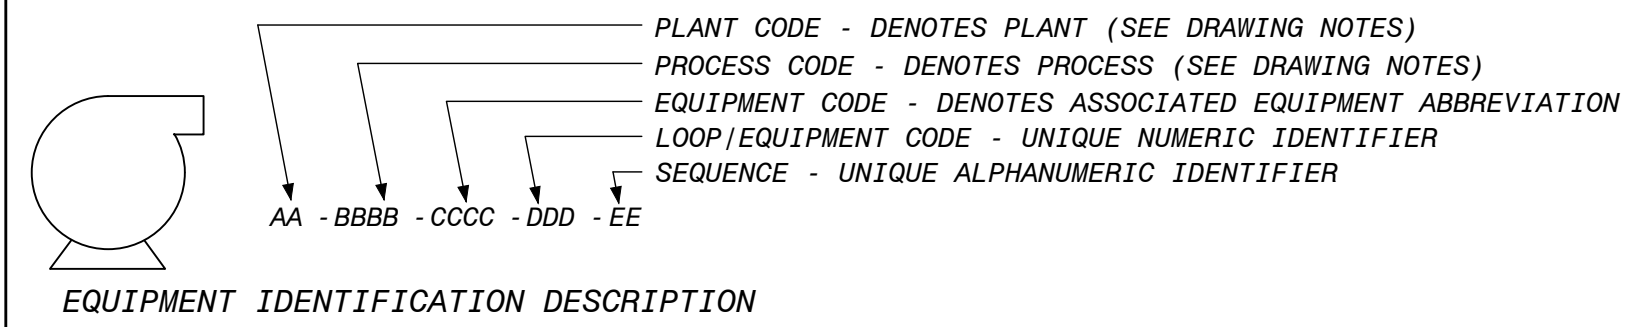 PLANT CODE - DENOTES PLANT (SEE DRAWING NOTES)
PROCESS CODE - DENOTES PROCESS (SEE DRAWING NOTES)
EQUIPMENT CODE - DENOTES ASSOCIATED EQUIPMENT ABBREVIATION
LOOP/EQUIPMENT CODE - UNIQUE NUMERIC IDENTIFIER
SEQUENCE - UNIQUE ALPHANUMERIC IDENTIFIER
AA -BBBB -CCCC -DDD -EE
EQUIPMENT IDENTIFICATION DESCRIPTION